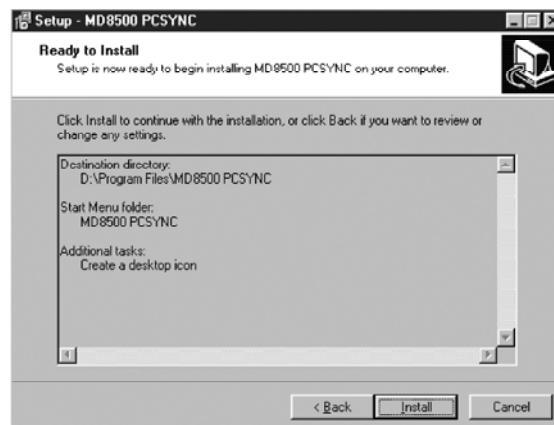 Setup - MD8500 PCSYNC
Ready to Install
Setup is now ready to begin installing MD8500 PCSYNC on your computer.
Click Install to continue with the installation, or click Back if you want to review or
change any settings.
Destination directory:
D:\Program Files\MD8500 PCSYNC
Start Menu folder:
MD8500 PCSYNC
Additional tasks:
Create a desktop icon
< Back
Install
Cancel